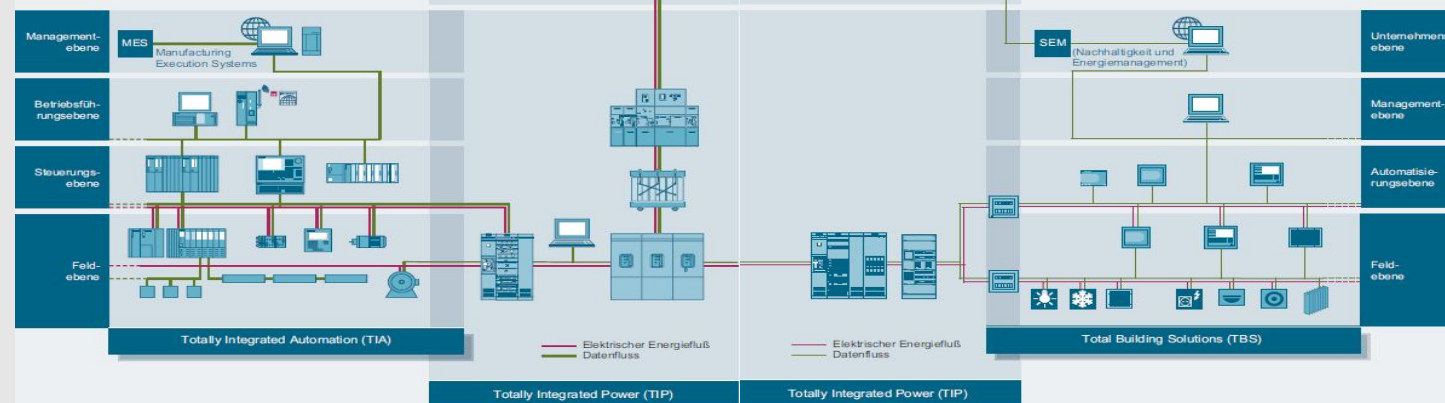 Management-
ebene
MES
Manufacturing
Execution Systems
Betriebsfüh-
rungsebene
Steuerungs-
ebene
Feld-
ebene
Totally Integrated Automation (TIA)
Elektrischer Energiefluß
Datenfluss
Totally Integrated Power (TIP)
Elektrischer Energiefluß
Datenfluss
Totally Integrated Power (TIP)
SEM
(Nachhaltigkeit und
Energiemanagement)
Unternehmens
ebene
Management-
ebene
Automatisie-
rungsebene
Feld-
ebene
Total Building Solutions (TBS)